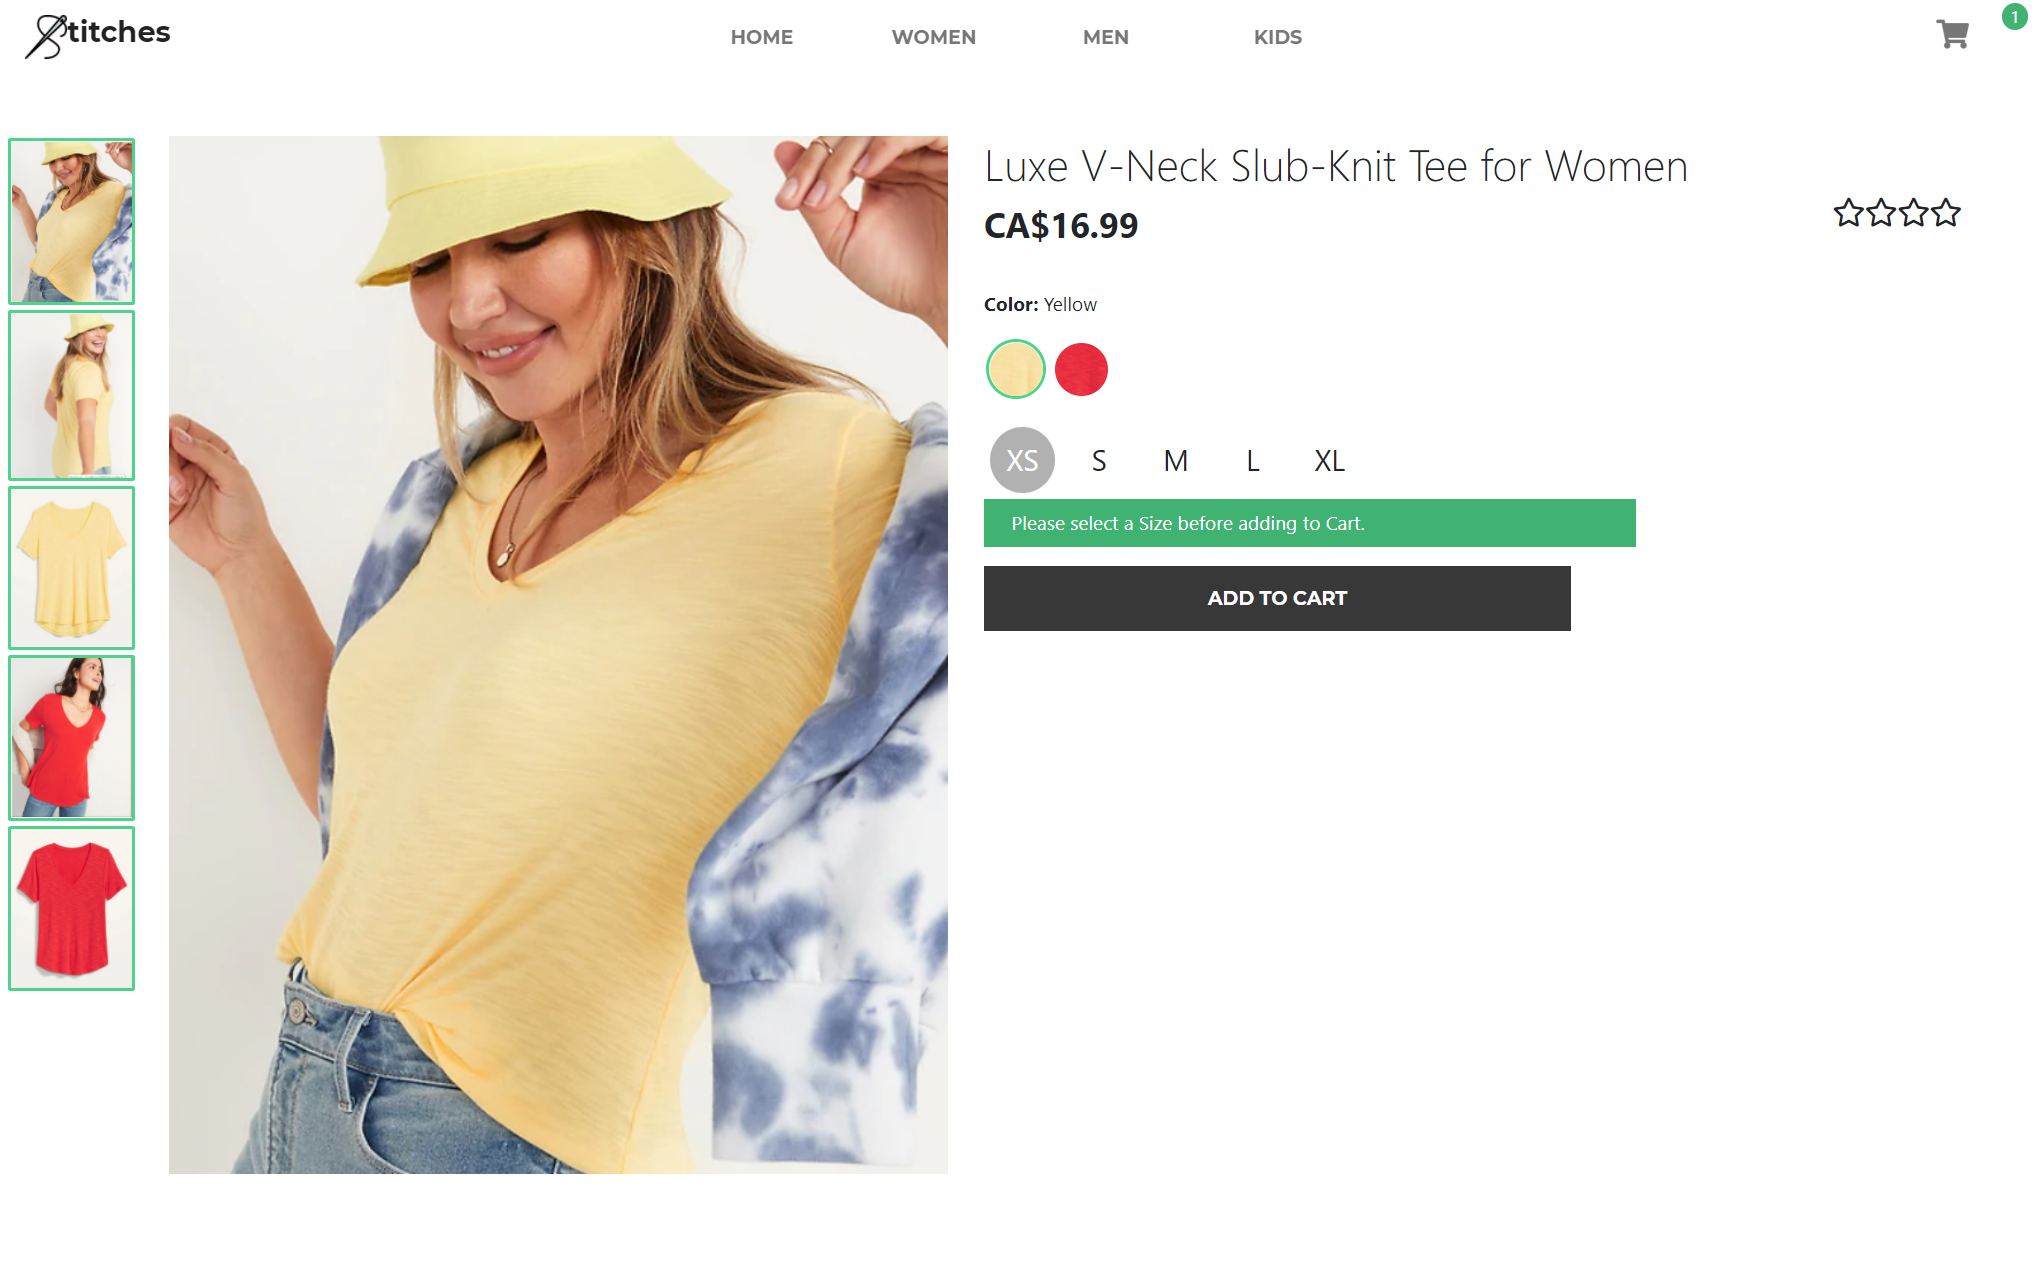 Stitches
HOME WOMEN MEN KIDS
1
Luxe V-Neck Slub-Knit Tee for Women
CA$16.99
Color: Yellow
XS S M L XL
Please select a Size before adding to Cart.
ADD TO CART